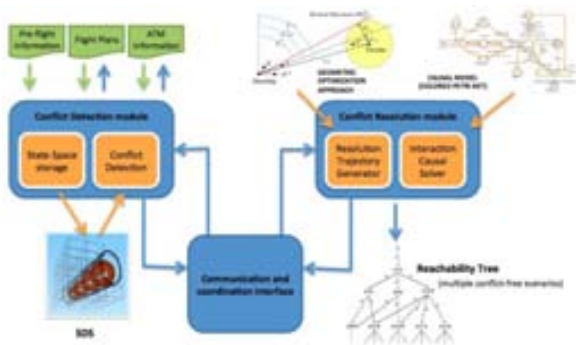 Pre-flight
information
Flight Plans
ATM
information
GEOMETRIC
OPTIMIZATION
APPROACH
CAUSAL MODEL
(COLORED PETRI NET)
Conflict Detection module
State Space
storage
Conflict
Detection
Conflict Resolution module
Resolution
Trajectory
Generator
Interaction
Causal
Solver
Communication and
coordination interface
SDS
Reachability Tree
(multiple conflict-free scenarios)